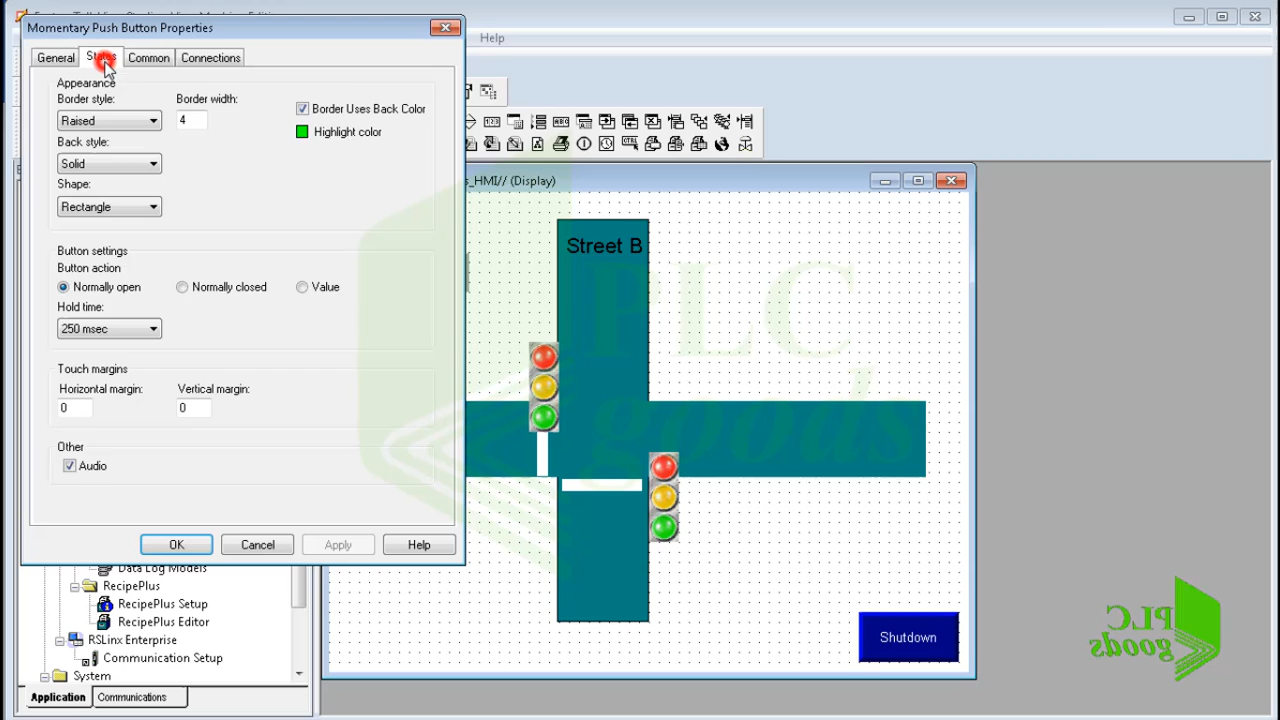 Momentary Push Button Properties
Help
General
Common
Connections
Appearance
Border style:
Border width:
Raised
4
Border Uses Back Color
Highlight color
Back style:
Solid
Shape:
Rectangle
Button settings
Button action
Normally open
Normally closed
Value
Hold time:
250 msec
Touch margins
Horizontal margin:
Vertical margin:
0
0
Other
Audio
OK
Cancel
Apply
Help
s_HMI// (Display)
Street B
PLC
goods
Data Log Models
RecipePlus
RecipePlus Setup
RecipePlus Editor
RSLinx Enterprise
Communication Setup
System
Application
Communications
Shutdown
PLC
goods